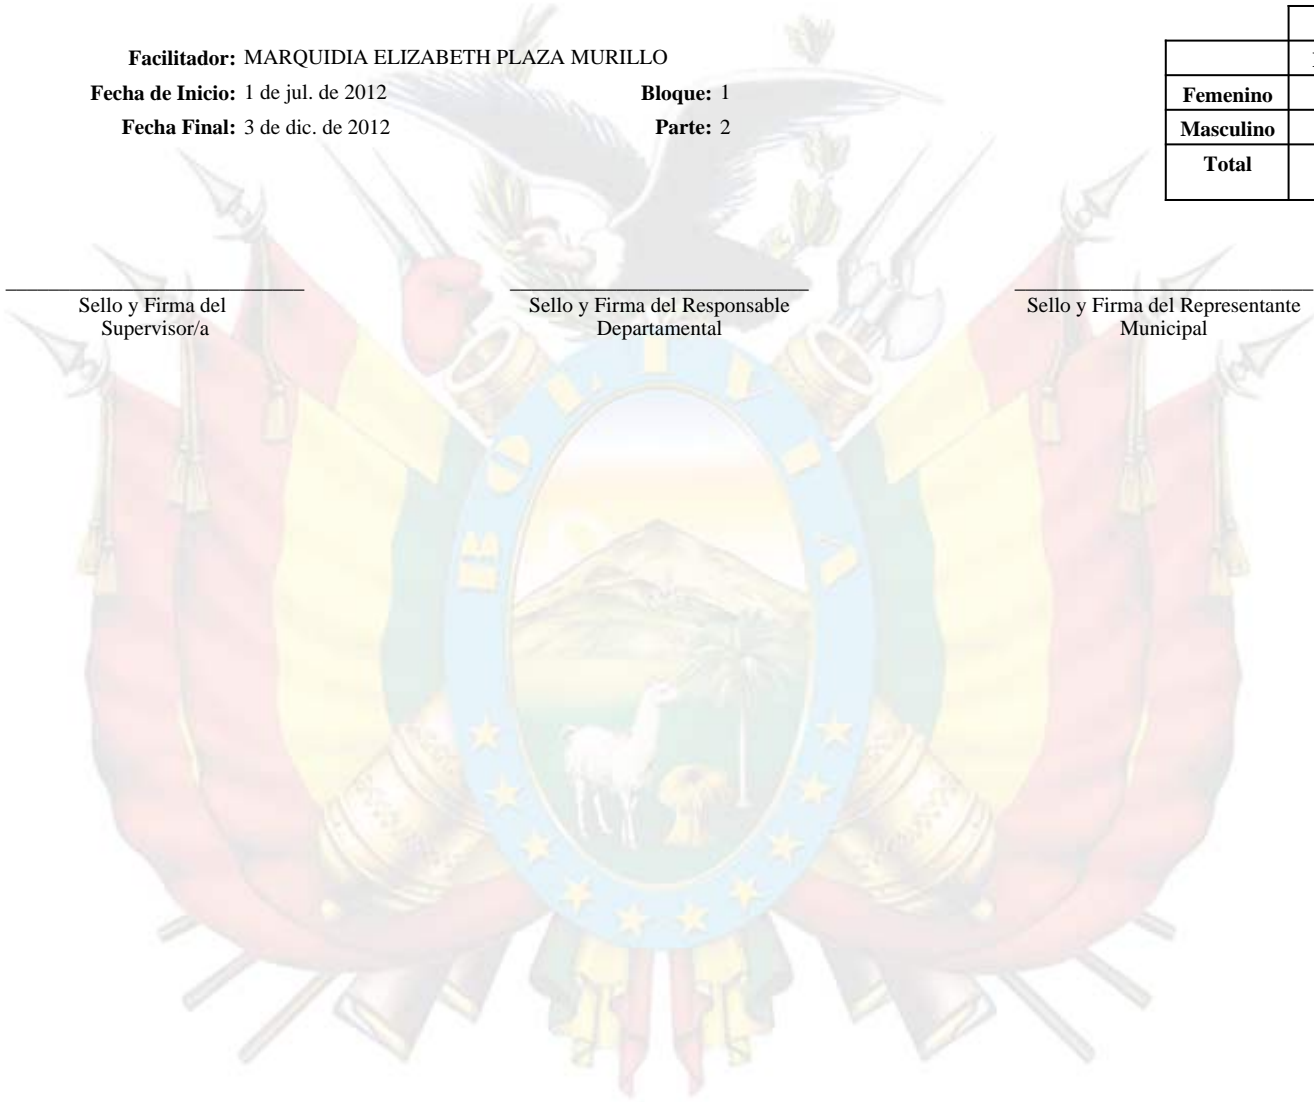 Facilitador: MARQUIDIA ELIZABETH PLAZA MURILLO
Fecha de Inicio: 1 de jul. de 2012 Bloque: 1
Fecha Final: 3 de dic. de 2012 Parte: 2
Femenino
Masculino
Total
Sello y Firma del
Supervisor/a
Sello y Firma del Responsable
Departamental
Sello y Firma del Representante
Municipal
BOLIVIA